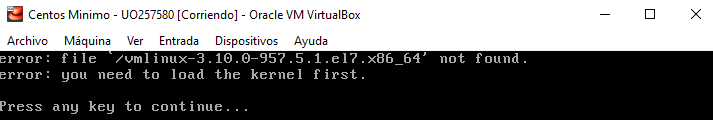 Centos Minimo - UO257580 [Corriendo] - Oracle VM VirtualBox
Archivo Máquina Ver Entrada Dispositivos Ayuda
error: file `/vmlinux-3.10.0-957.5.1.el7.x86_64' not found.
error: you need to load the kernel first.
Press any key to continue...